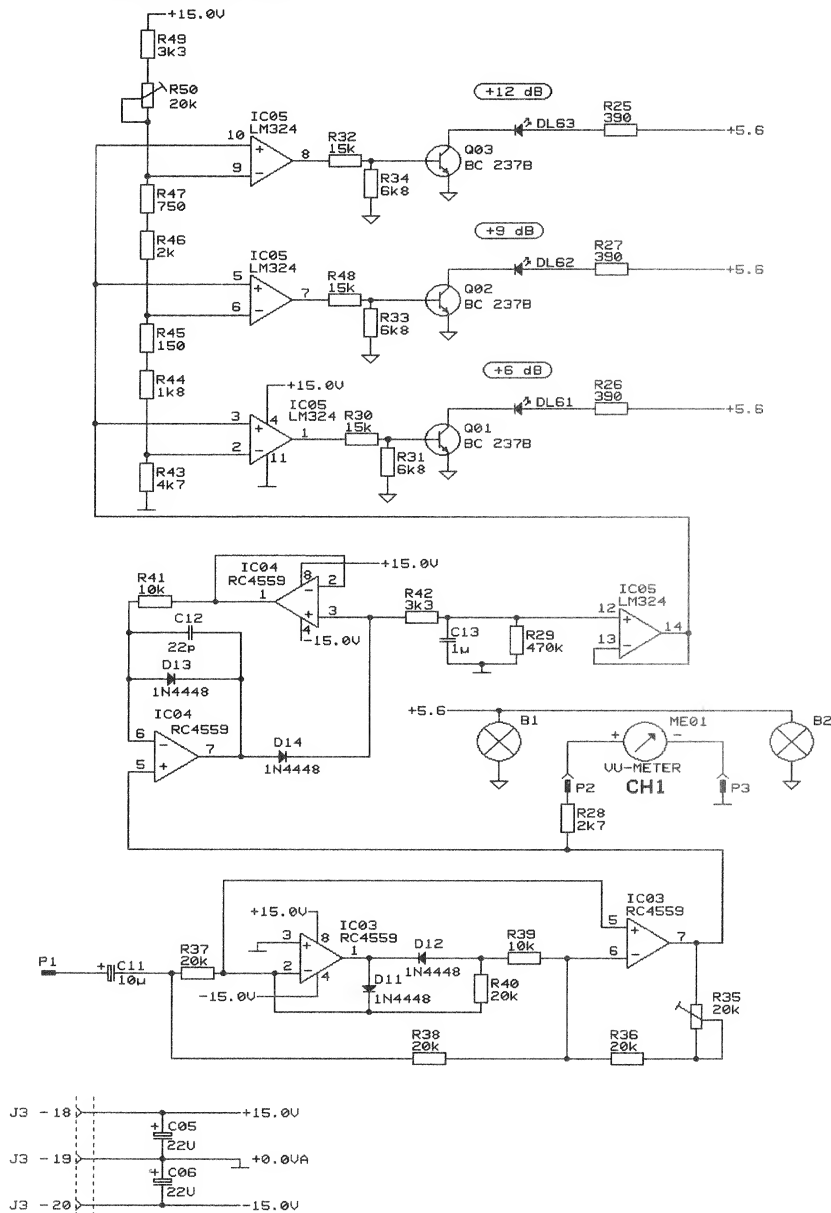 +15.0V
R49
3k3
R50
20k
IC05
LM324
10
9
8
R32
15k
R34
6k8
Q03
BC 237B
+12 dB
DL63
R25
390
+5.6
R47
750
R46
2k
IC05
LM324
5
6
7
R48
15k
R33
6k8
Q02
BC 237B
+9 dB
DL62
R27
390
+5.6
R45
150
R44
1k8
+15.0V
IC05
LM324
3
2
4
11
1
R30
15k
R31
6k8
Q01
BC 237B
+6 dB
DL61
R26
390
+5.6
R43
4k7
R41
10k
IC04
RC4559
1
8
2
3
4
+15.0V
-15.0V
C12
22p
D13
1N4448
IC04
RC4559
6
5
7
D14
1N4448
R42
3k3
C13
1µ
R29
470k
IC05
LM324
12
13
14
+5.6
B1
+
ME01
-
VU-METER
CH1
B2
P2
P3
R28
2k7
P1
+
C11
10µ
R37
20k
+15.0V
-15.0V
IC03
RC4559
3
2
8
4
1
D12
1N4448
D11
1N4448
R40
20k
R39
10k
IC03
RC4559
5
6
7
R35
20k
R38
20k
R36
20k
J3 -18
+15.0V
+
C05
22U
J3 -19
+0.0VA
+
C06
22U
J3 -20
-15.0V